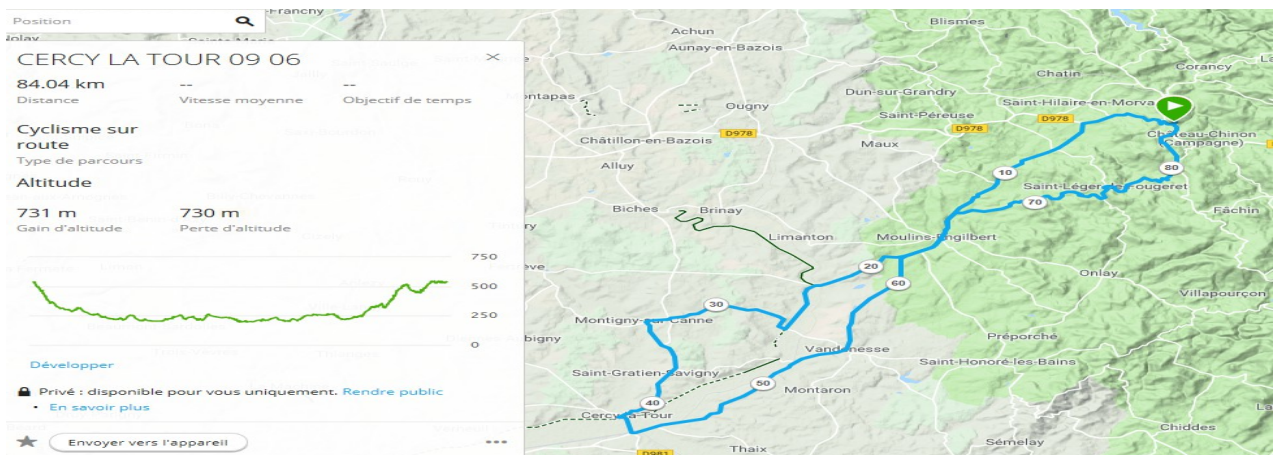 Position
CERCY LA TOUR 09 06
×
84.04 km
--
--
Distance
Vitesse moyenne
Objectif de temps
Cyclisme sur
route
Type de parcours
Altitude
731 m
730 m
Gain d'altitude
Perte d'altitude
750
500
250
0
Développer
Privé : disponible pour vous uniquement. Rendre public
• En savoir plus
Envoyer vers l'appareil
Franchy
Blismes
Achun
Aunay-en-Bazois
Corancy
Chatin
Dun-sur-Grandry
ntapas
Ougny
Saint-Hilaire-en-Morva
Saint-Péreuse
D978
D978
D978
Château-Chinon
(Campagne)
Châtillon-en-Bazois
Maux
Alluy
80
10
Saint-Léger-de-Fougeret
70
Biches
Brinay
Fâchin
Limanton
Moulins-Engilbert
20
Onlay
60
Villapourçon
30
Montigny-sur-Canne
Préporché
Vandenesse
Saint-Honoré-les-Bains
Saint-Gratien-Savigny
50
Montaron
40
Cercy-la-Tour
Chiddes
Sémelay
Thaix
D981